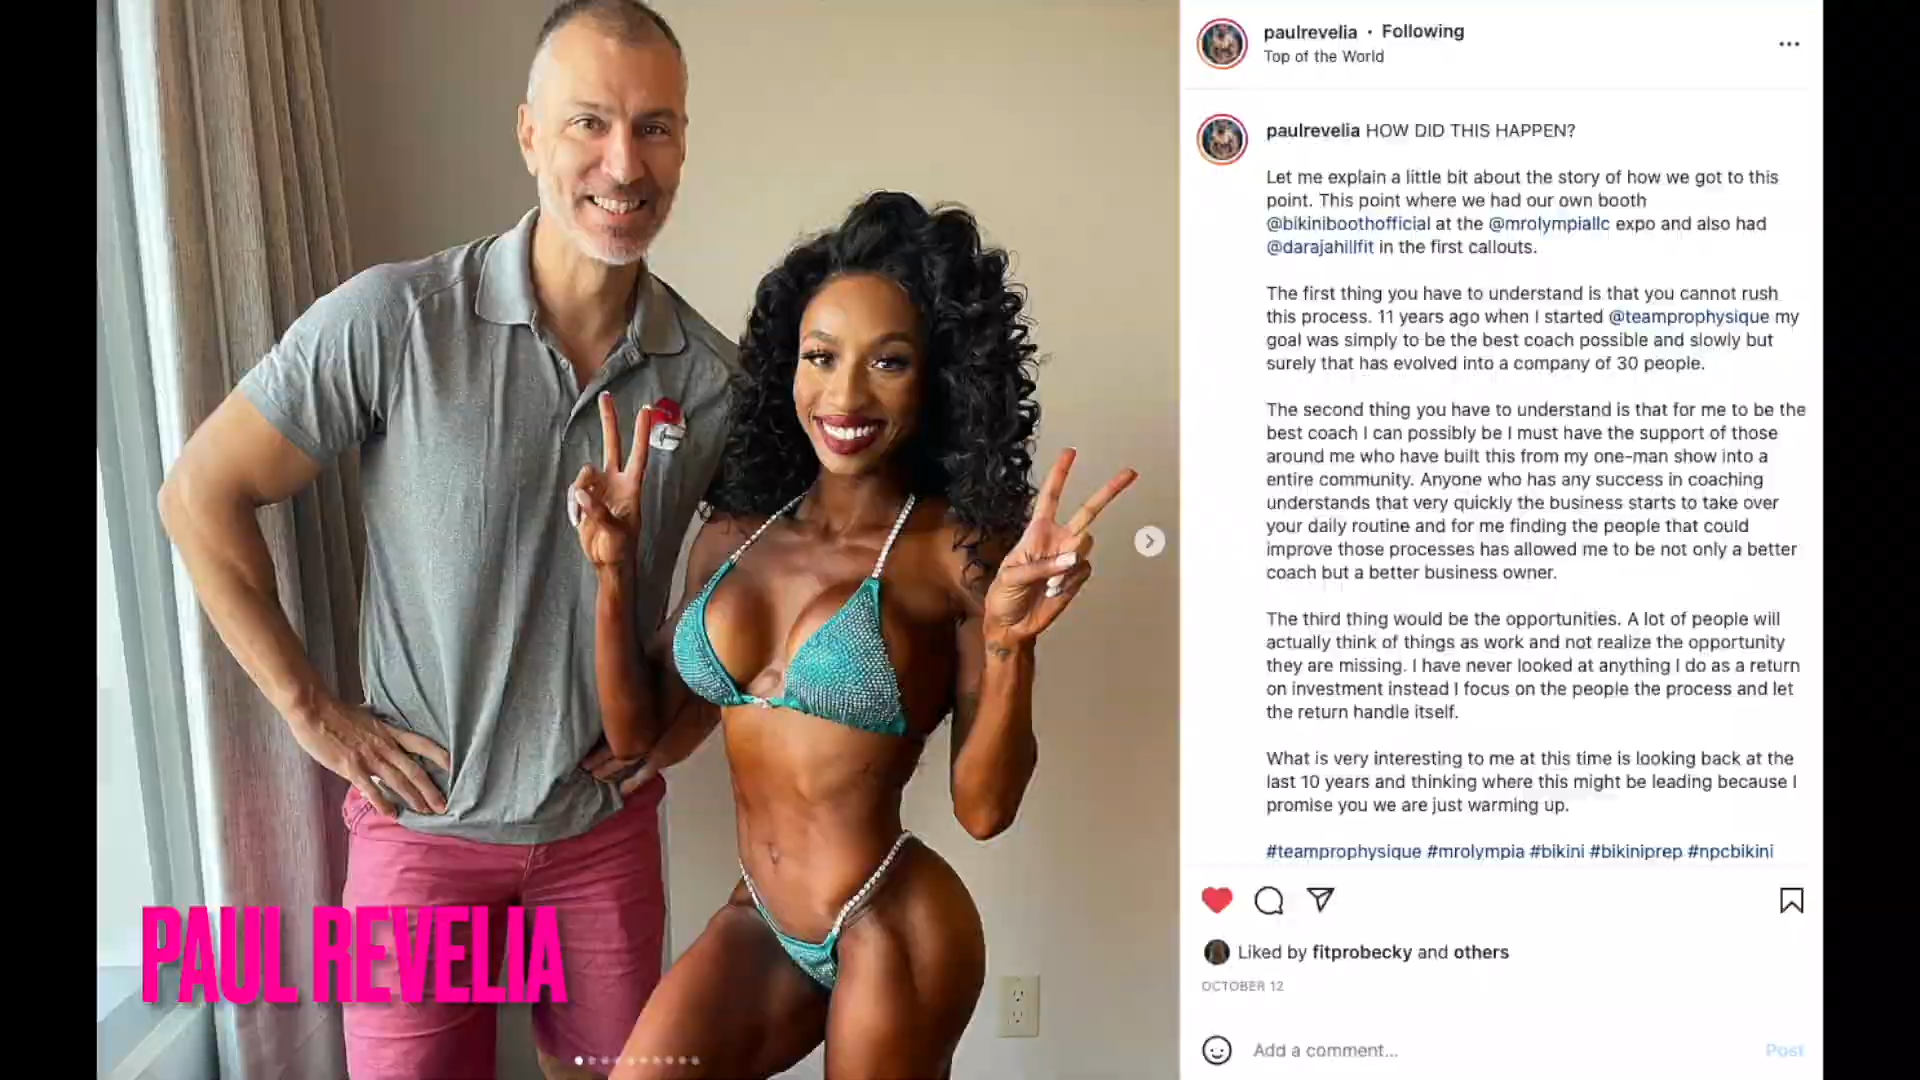 paulrevelia • Following
Top of the World
paulrevelia HOW DID THIS HAPPEN?
Let me explain a little bit about the story of how we got to this
point. This point where we had our own booth
@bikiniboothofficial at the @mrolympiallc expo and also had
@darajahillfit in the first callouts.
The first thing you have to understand is that you cannot rush
this process. 11 years ago when I started @teamprophysique my
goal was simply to be the best coach possible and slowly but
surely that has evolved into a company of 30 people.
The second thing you have to understand is that for me to be the
best coach I can possibly be I must have the support of those
around me who have built this from my one-man show into a
entire community. Anyone who has any success in coaching
understands that very quickly the business starts to take over
your daily routine and for me finding the people that could
improve those processes has allowed me to be not only a better
coach but a better business owner.
The third thing would be the opportunities. A lot of people will
actually think of things as work and not realize the opportunity
they are missing. I have never looked at anything I do as a return
on investment instead I focus on the people the process and let
the return handle itself.
What is very interesting to me at this time is looking back at the
last 10 years and thinking where this might be leading because I
promise you we are just warming up.
#teamprophysique #mrolympia #bikini #bikiniprep #npcbikini
Liked by fitprobecky and others
OCTOBER 12
Add a comment...
Post
PAUL REVELIA